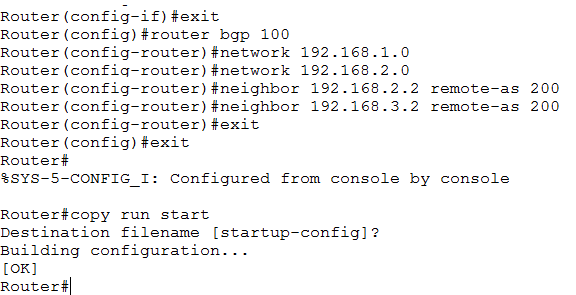 Router(config-if)#exit
Router(config)#router bgp 100
Router(config-router)#network 192.168.1.0
Router(config-router)#network 192.168.2.0
Router(config-router)#neighbor 192.168.2.2 remote-as 200
Router(config-router)#neighbor 192.168.3.2 remote-as 200
Router(config-router)#exit
Router(config)#exit
Router#
%SYS-5-CONFIG_I: Configured from console by console
Router#copy run start
Destination filename [startup-config]?
Building configuration...
[OK]
Router#